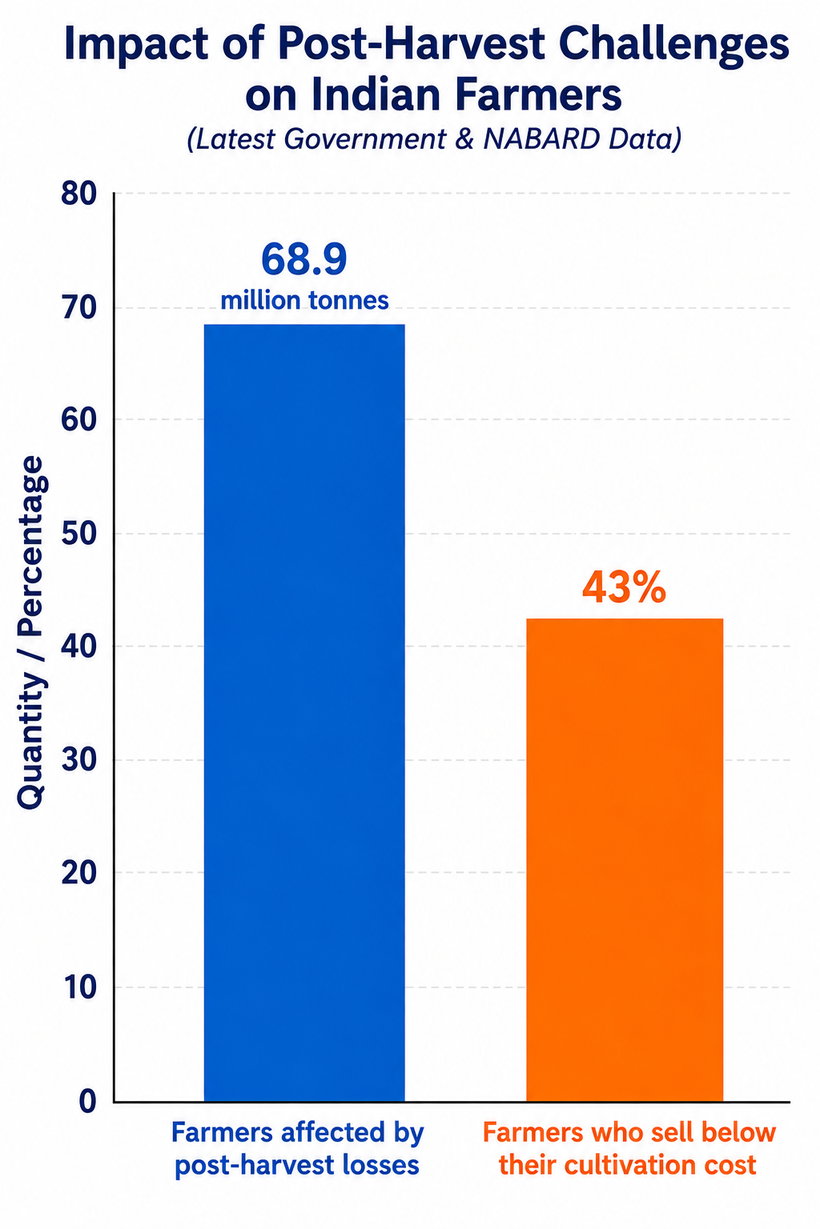 Impact of Post-Harvest Challenges
on Indian Farmers
(Latest Government & NABARD Data)
Quantity / Percentage
80
70
60
50
40
30
20
10
0
68.9
million tonnes
43%
Farmers affected by
post-harvest losses
Farmers who sell below
their cultivation cost